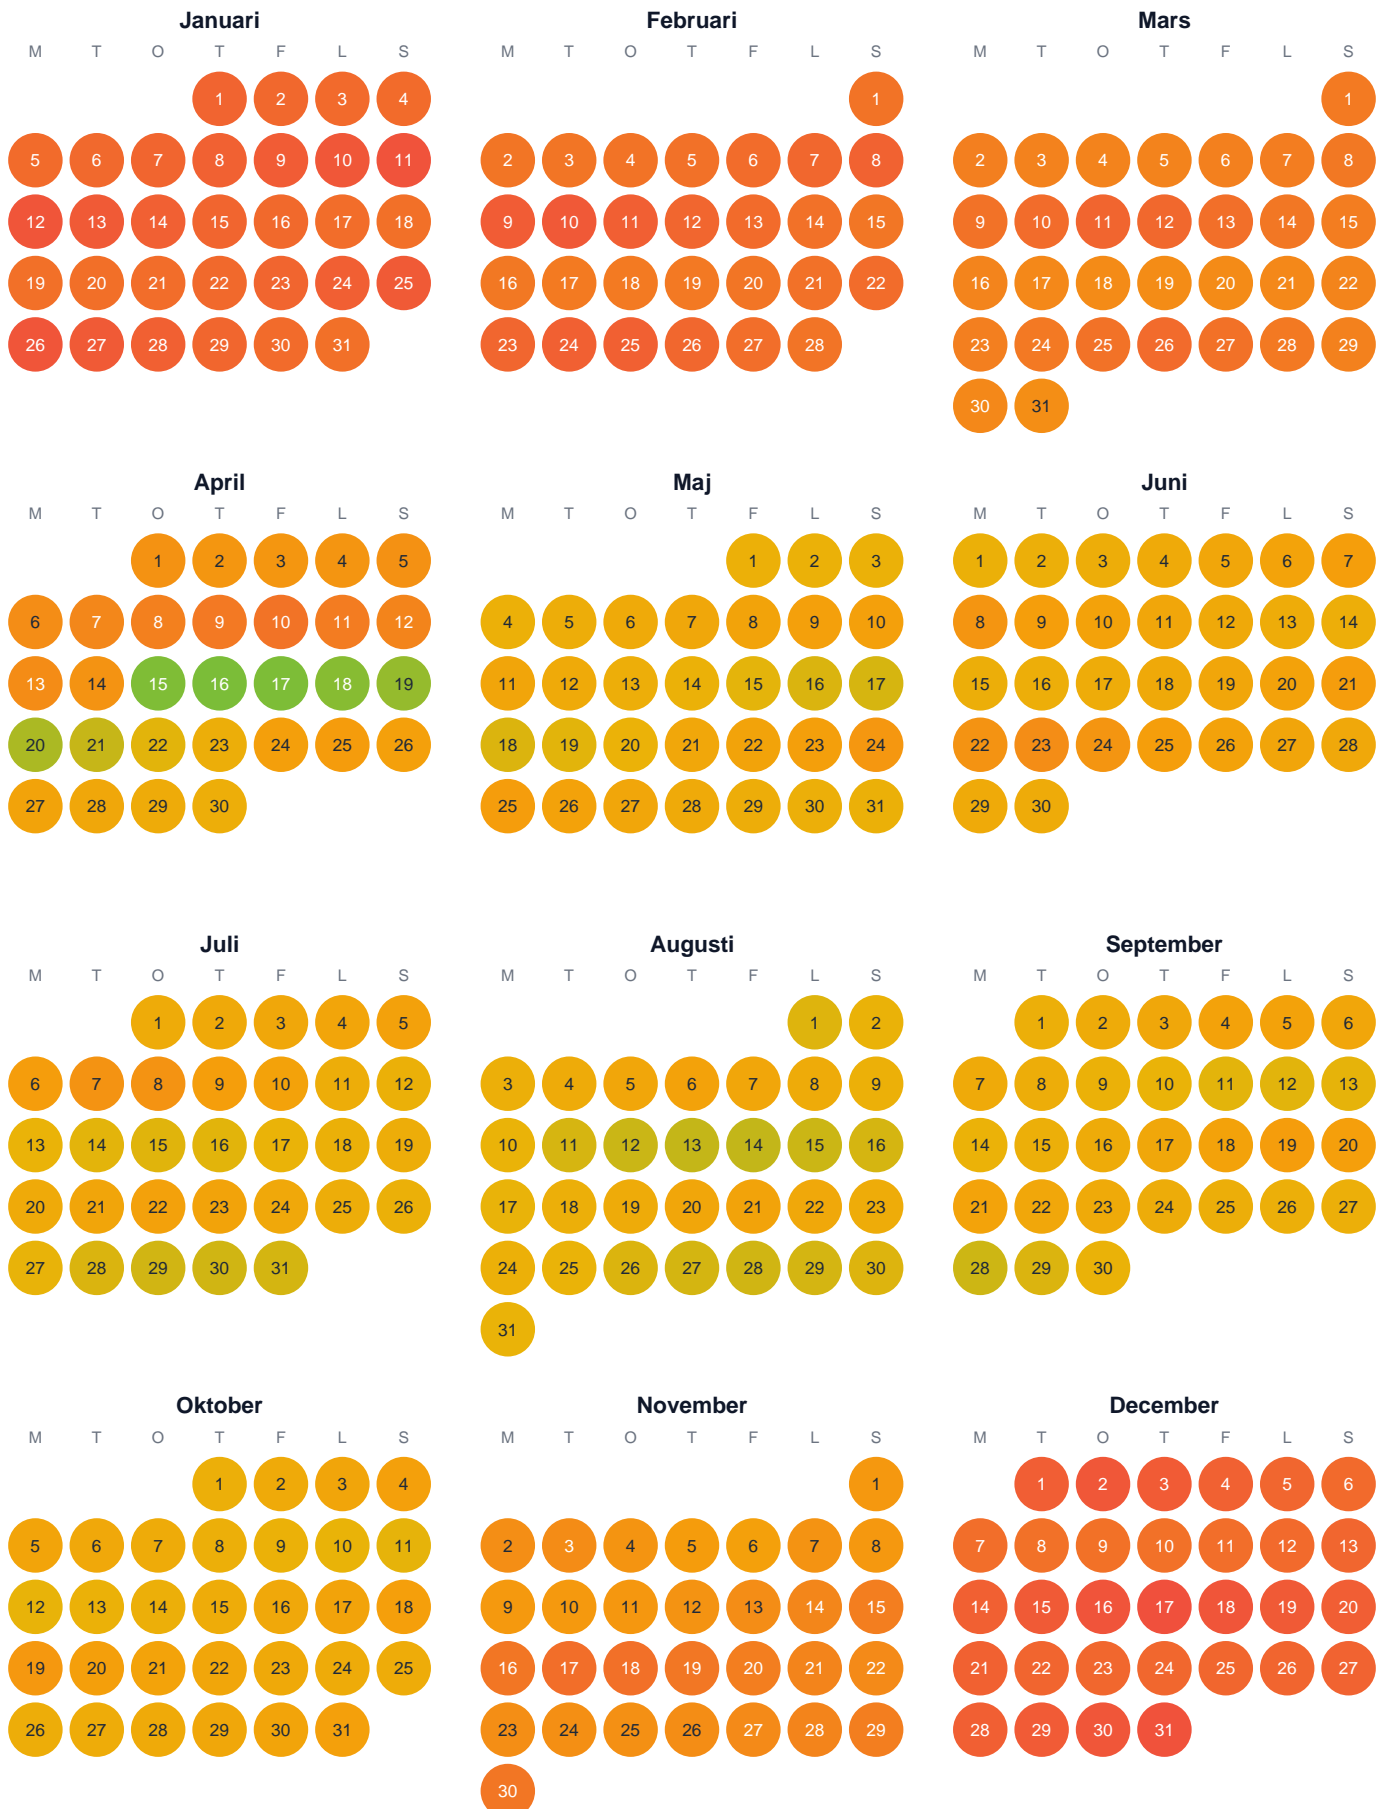 Januari Februari Mars
M T O T F L S M T O T F L S M T O T F L S
1 2 3 4 1 1
5 6 7 8 9 10 11 2 3 4 5 6 7 8 2 3 4 5 6 7 8
12 13 14 15 16 17 18 9 10 11 12 13 14 15 9 10 11 12 13 14 15
19 20 21 22 23 24 25 16 17 18 19 20 21 22 16 17 18 19 20 21 22
26 27 28 29 30 31 23 24 25 26 27 28 23 24 25 26 27 28 29
30 31
April Maj Juni
M T O T F L S M T O T F L S M T O T F L S
1 2 3 4 5 1 2 3 1 2 3 4 5 6 7
6 7 8 9 10 11 12 4 5 6 7 8 9 10 8 9 10 11 12 13 14
13 14 15 16 17 18 19 11 12 13 14 15 16 17 15 16 17 18 19 20 21
20 21 22 23 24 25 26 18 19 20 21 22 23 24 22 23 24 25 26 27 28
27 28 29 30 25 26 27 28 29 30 31 29 30
Juli Augusti September
M T O T F L S M T O T F L S M T O T F L S
1 2 3 4 5 1 2 1 2 3 4 5 6
6 7 8 9 10 11 12 3 4 5 6 7 8 9 7 8 9 10 11 12 13
13 14 15 16 17 18 19 10 11 12 13 14 15 16 14 15 16 17 18 19 20
20 21 22 23 24 25 26 17 18 19 20 21 22 23 21 22 23 24 25 26 27
27 28 29 30 31 24 25 26 27 28 29 30 28 29 30
31
Oktober November December
M T O T F L S M T O T F L S M T O T F L S
1 2 3 4 1 1 2 3 4 5 6
5 6 7 8 9 10 11 2 3 4 5 6 7 8 7 8 9 10 11 12 13
12 13 14 15 16 17 18 9 10 11 12 13 14 15 14 15 16 17 18 19 20
19 20 21 22 23 24 25 16 17 18 19 20 21 22 21 22 23 24 25 26 27
26 27 28 29 30 31 23 24 25 26 27 28 29 28 29 30 31
30